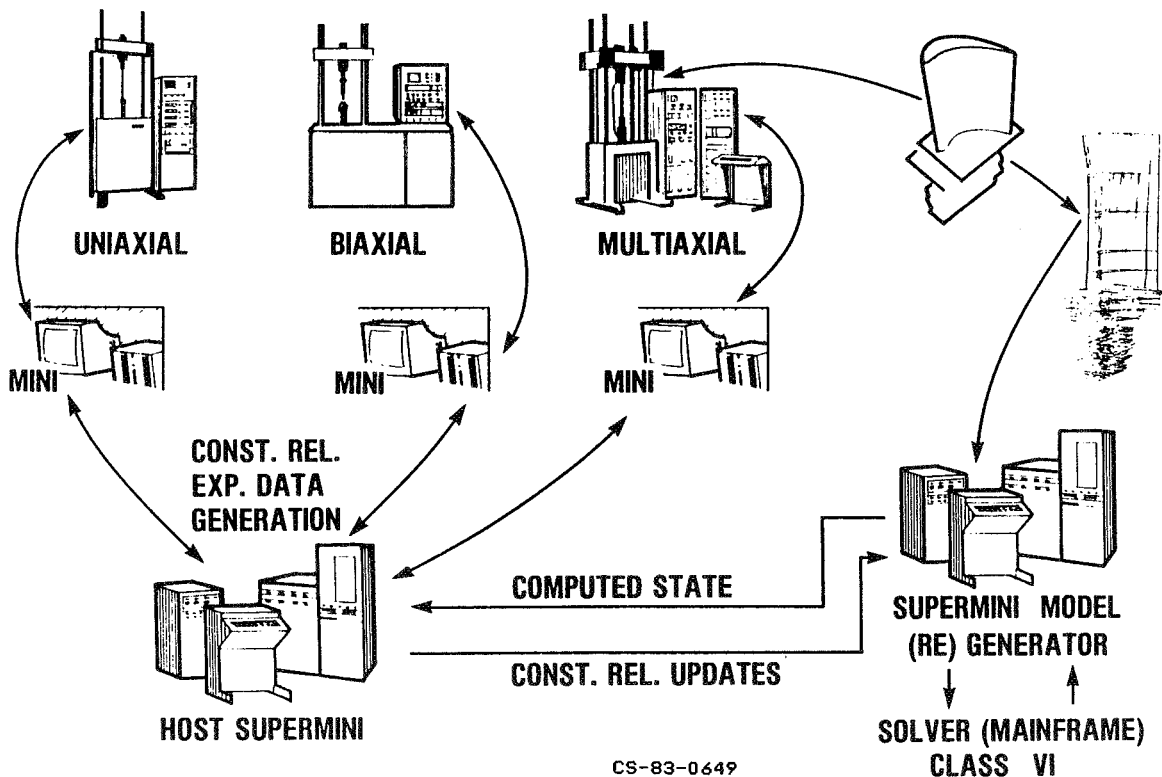 UNIAXIAL
BIAXIAL
MULTIAXIAL
MINI
MINI
MINI
CONST. REL.
EXP. DATA
GENERATION
COMPUTED STATE
CONST. REL. UPDATES
HOST SUPERMINI
SUPERMINI MODEL
(RE) GENERATOR
SOLVER (MAINFRAME)
CLASS VI
CS-83-0649